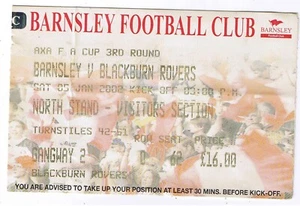 C BARNSLEY FOOTBALL CLUB
BARNSLEY
AXA F A CUP 3RD ROUND
BARNSLEY V BLACKBURN ROVERS
SAT 05 JAN 2002 KICK OFF 03:00 P.M.
NORTH STAND - VISITORS SECTION
TURNSTILES 42-51
ROW SEAT PRICE
GANGWAY 2 D 60 £16.00
BLACKBURN ROVERS
YOU ARE ADVISED TO TAKE UP YOUR POSITION AT LEAST 30 MINS. BEFORE KICK-OFF.